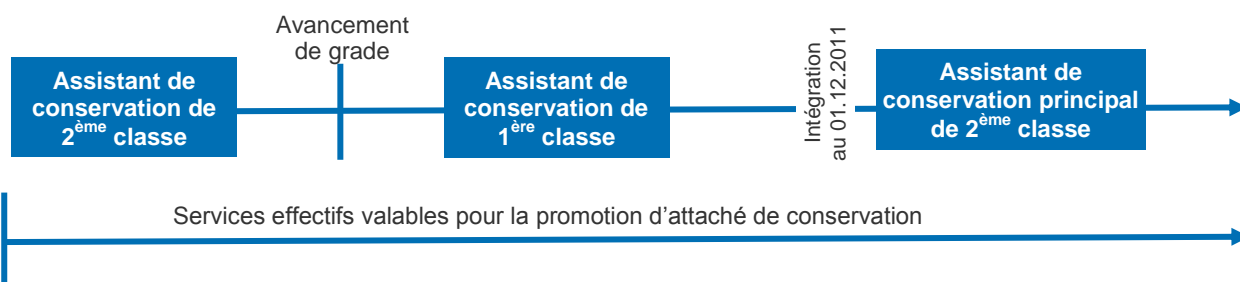 Avancement
de grade
Assistant de
conservation de
2ème classe
Assistant de
conservation de
1ère classe
Intégration
au 01.12.2011
Assistant de
conservation principal
de 2ème classe
Services effectifs valables pour la promotion d’attaché de conservation